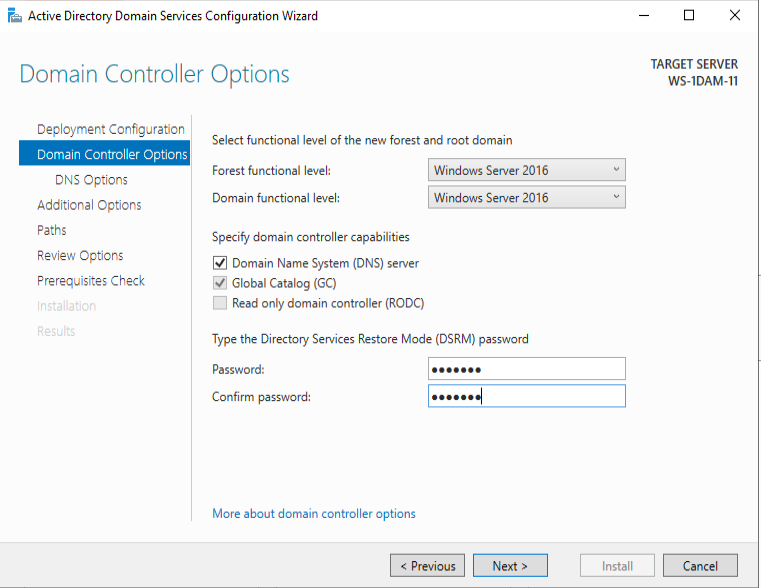 Active Directory Domain Services Configuration Wizard
Domain Controller Options
TARGET SERVER
WS-1DAM-11
Deployment Configuration
Domain Controller Options
DNS Options
Additional Options
Paths
Review Options
Prerequisites Check
Installation
Results
Select functional level of the new forest and root domain
Forest functional level: Windows Server 2016
Domain functional level: Windows Server 2016
Specify domain controller capabilities
Domain Name System (DNS) server
Global Catalog (GC)
Read only domain controller (RODC)
Type the Directory Services Restore Mode (DSRM) password
Password: •••••••
Confirm password: •••••••
More about domain controller options
< Previous Next > Install Cancel